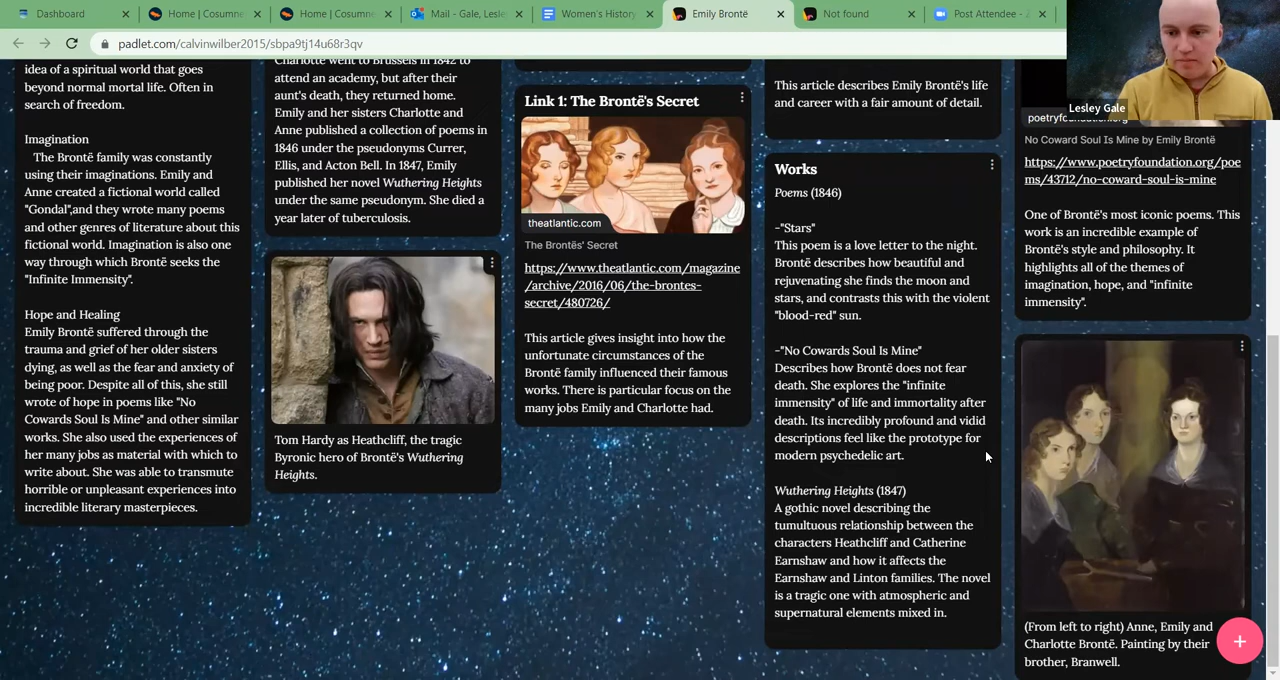 Dashboard
Home | Cosumne
Home | Cosumne
Mail - Gale, Lesle
Women's History
Emily Brontë
Not found
Post Attendee -
padlet.com/calvinwilber2015/sbpa9tj14u68r3qv
Lesley Gale
idea of a spiritual world that goes
beyond normal mortal life. Often in
search of freedom.
Imagination
The Brontë family was constantly
using their imaginations. Emily and
Anne created a fictional world called
"Gondal",and they wrote many poems
and other genres of literature about this
fictional world. Imagination is also one
way through which Brontë seeks the
"Infinite Immensity".
Hope and Healing
Emily Brontë suffered through the
trauma and grief of her older sisters
dying, as well as the fear and anxiety of
being poor. Despite all of this, she still
wrote of hope in poems like "No
Cowards Soul Is Mine" and other similar
works. She also used the experiences of
her many jobs as material with which to
write about. She was able to transmute
horrible or unpleasant experiences into
incredible literary masterpieces.
Charlotte went to Brussels in 1842 to
attend an academy, but after their
aunt's death, they returned home.
Emily and her sisters Charlotte and
Anne published a collection of poems in
1846 under the pseudonyms Currer,
Ellis, and Acton Bell. In 1847, Emily
published her novel Wuthering Heights
under the same pseudonym. She died a
year later of tuberculosis.
Tom Hardy as Heathcliff, the tragic
Byronic hero of Brontë's Wuthering
Heights.
Link 1: The Brontë's Secret
theatlantic.com
The Brontës' Secret
https://www.theatlantic.com/magazine
/archive/2016/06/the-brontes-
secret/480726/
This article gives insight into how the
unfortunate circumstances of the
Brontë family influenced their famous
works. There is particular focus on the
many jobs Emily and Charlotte had.
This article describes Emily Brontë's life
and career with a fair amount of detail.
Works
Poems (1846)
-"Stars"
This poem is a love letter to the night.
Brontë describes how beautiful and
rejuvenating she finds the moon and
stars, and contrasts this with the violent
"blood-red" sun.
-"No Cowards Soul Is Mine"
Describes how Brontë does not fear
death. She explores the "infinite
immensity" of life and immortality after
death. Its incredibly profound and vidid
descriptions feel like the prototype for
modern psychedelic art.
Wuthering Heights (1847)
A gothic novel describing the
tumultuous relationship between the
characters Heathcliff and Catherine
Earnshaw and how it affects the
Earnshaw and Linton families. The novel
is a tragic one with atmospheric and
supernatural elements mixed in.
poetryfoundation.org
No Coward Soul Is Mine by Emily Brontë
https://www.poetryfoundation.org/poe
ms/43712/no-coward-soul-is-mine
One of Brontë's most iconic poems. This
work is an incredible example of
Brontë's style and philosophy. It
highlights all of the themes of
imagination, hope, and "infinite
immensity".
(From left to right) Anne, Emily and
Charlotte Brontë. Painting by their
brother, Branwell.